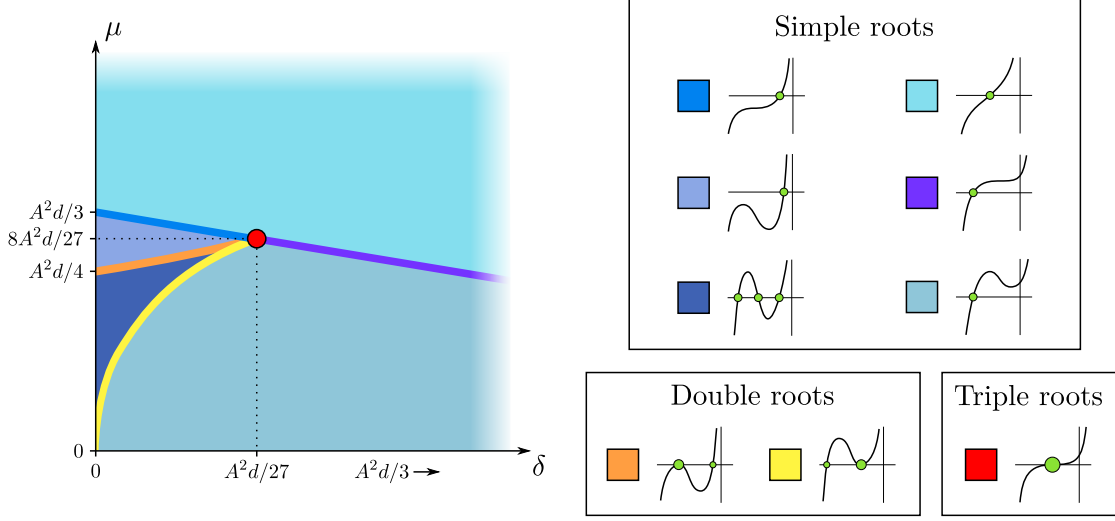 μ
A²d/3
8A²d/27
A²d/4
0
0
A²d/27
A²d/3 →
δ
Simple roots
Double roots
Triple roots